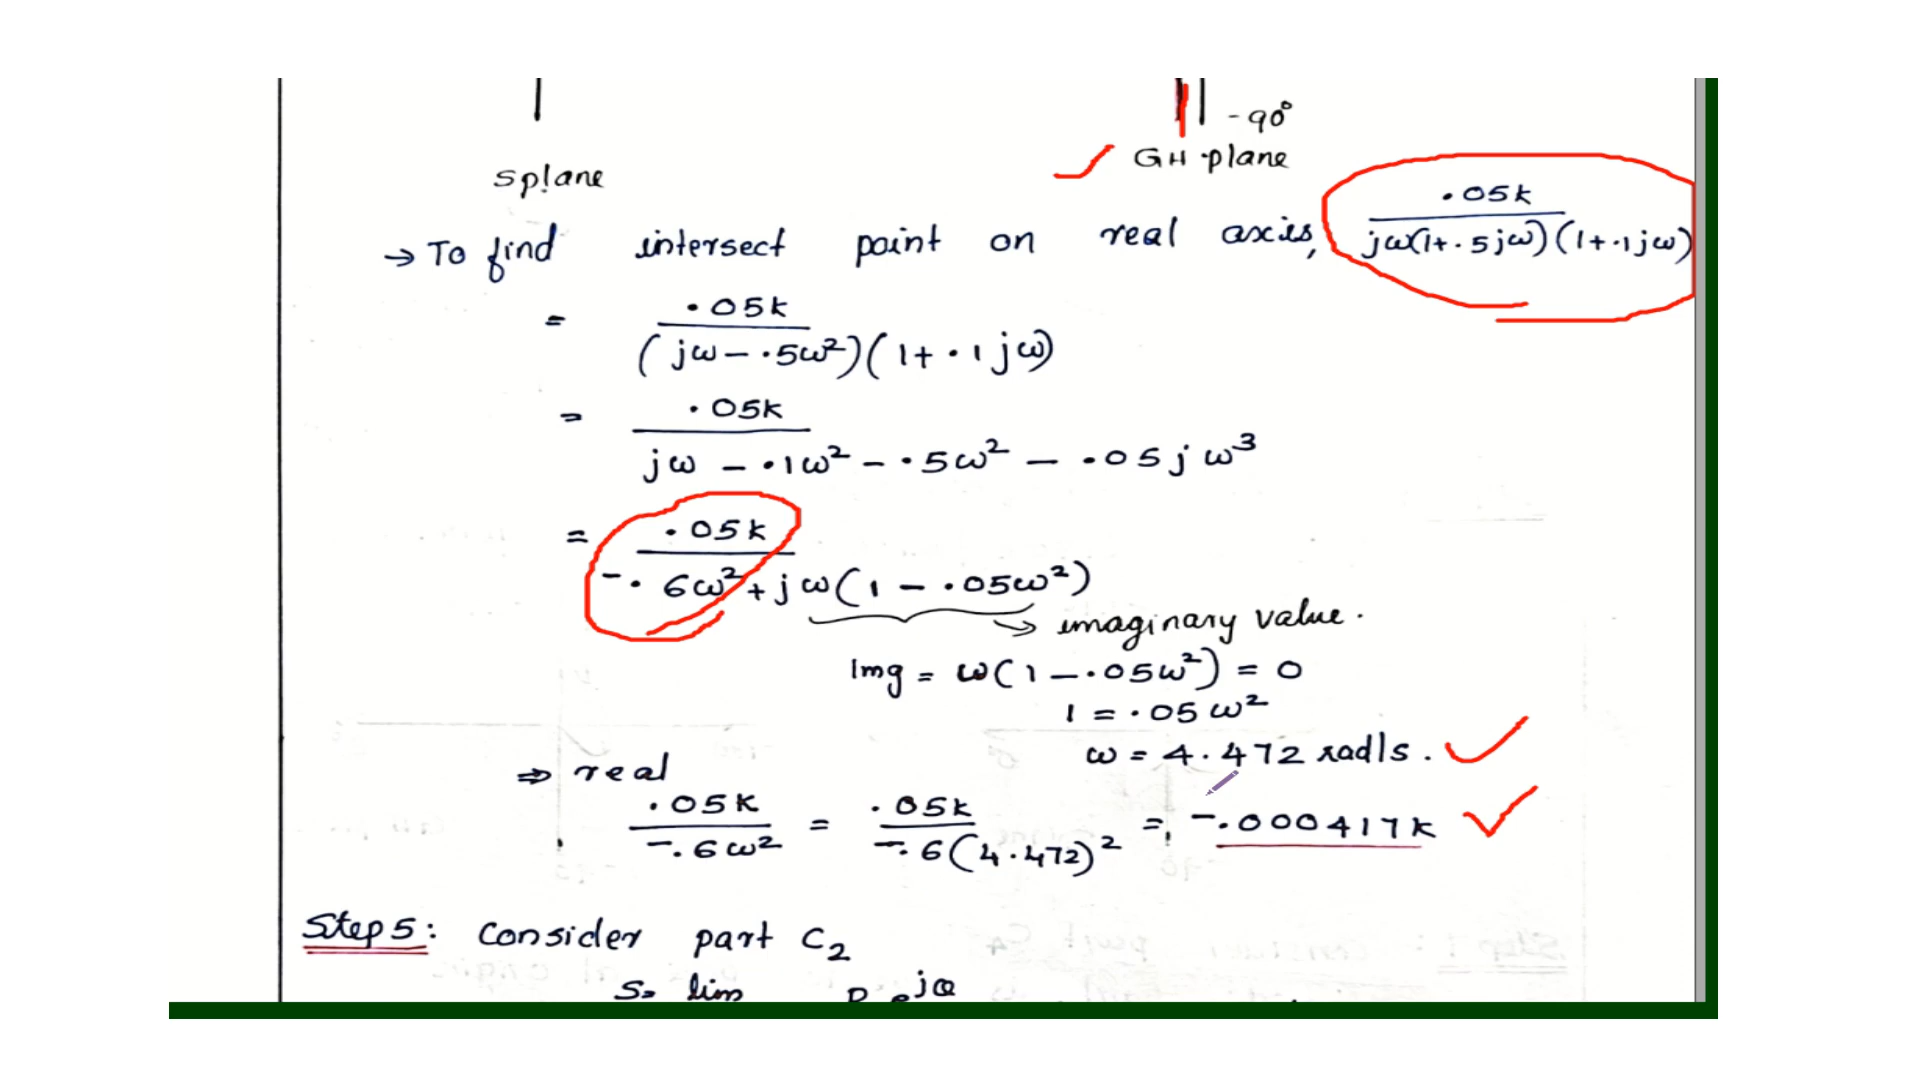 -90°
S plane
GH plane
→ To find intersect point on real axis, .05k / jω(1+.5jω)(1+.1jω)
= .05k / (jω - .5ω²)(1+.1jω)
= .05k / jω - .1ω² - .5ω² - .05jω³
= .05k / -.6ω² + jω(1 - .05ω²)
→ imaginary value.
Img = ω(1-.05ω²) = 0
1 = .05ω²
ω = 4.472 rad/s.
⇒ real
.05k / -.6ω² = .05k / -.6(4.472)² = -.000417k
Step 5: Consider part C2
S= lim R e^jθ